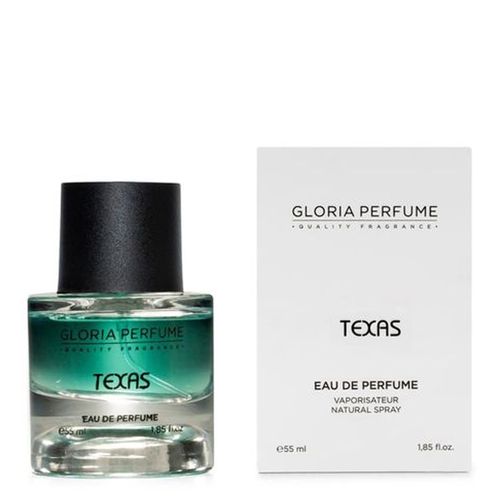 GLORIA PERFUME
• QUALITY FRAGRANCE •
TEXAS
EAU DE PERFUME
℮55 ml 1,85 fl.oz.
GLORIA PERFUME
• QUALITY FRAGRANCE •
TEXAS
EAU DE PERFUME
VAPORISATEUR
NATURAL SPRAY
℮55 ml 1,85 fl.oz.